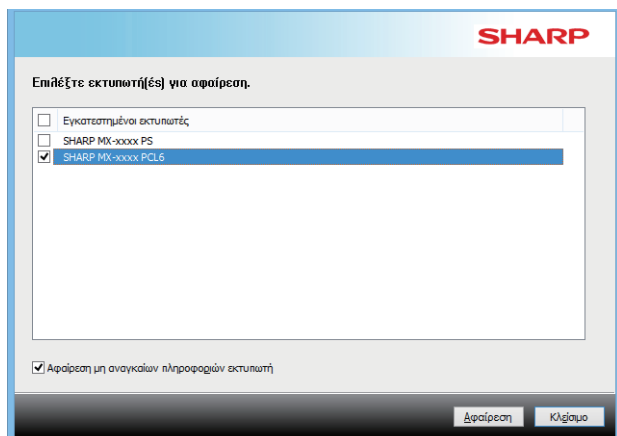 SHARP
Επιλέξτε εκτυπωτή(ές) για αφαίρεση.
Εγκατεστημένοι εκτυπωτές
SHARP MX-xxxx PS
SHARP MX-xxxx PCL6
Αφαίρεση μη αναγκαίων πληροφοριών εκτυπωτή
Αφαίρεση
Κλείσιμο